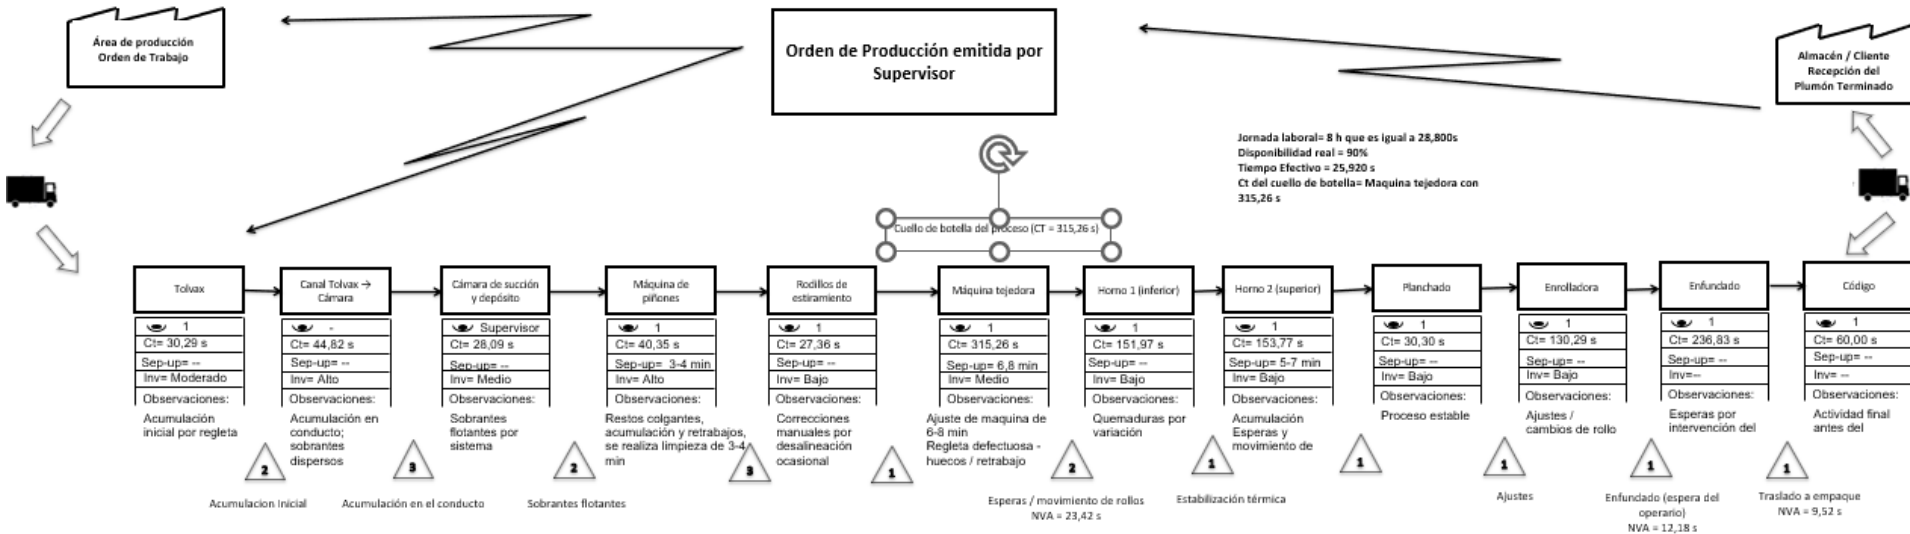 Área de producción
Orden de Trabajo
Orden de Producción emitida por
Supervisor
Almacén / Cliente
Recepción del
Plumón Terminado
Jornada laboral= 8 h que es igual a 28,800s
Disponibilidad real = 90%
Tiempo Efectivo = 25,920 s
Ct del cuello de botella= Maquina tejedora con
315,26 s
Cuello de botella del proceso (CT = 315,26 s)
Tolvax
1
Ct= 30,29 s
Sep-up= --
Inv= Moderado
Observaciones:
Acumulación
inicial por regleta
Canal Tolvax →
Cámara
-
Ct= 44,82 s
Sep-up= --
Inv= Alto
Observaciones:
Acumulación en
conducto;
sobrantes
dispersos
Cámara de succión
y depósito
Supervisor
Ct= 28,09 s
Sep-up= --
Inv= Medio
Observaciones:
Sobrantes
flotantes por
sistema
Máquina de
piñones
1
Ct= 40,35 s
Sep-up= 3-4 min
Inv= Alto
Observaciones:
Restos colgantes,
acumulación y retrabajos,
se realiza limpieza de 3-4
min
Rodillos de
estiramiento
1
Ct= 27,36 s
Sep-up= --
Inv= Bajo
Observaciones:
Correcciones
manuales por
desalineación
ocasional
Máquina tejedora
1
Ct= 315,26 s
Sep-up= 6,8 min
Inv= Medio
Observaciones:
Ajuste de maquina de
6-8 min
Regleta defectuosa -
huecos / retrabajo
Horno 1 (inferior)
1
Ct= 151,97 s
Sep-up= --
Inv= Bajo
Observaciones:
Quemaduras por
variación
Horno 2 (superior)
1
Ct= 153,77 s
Sep-up= 5-7 min
Inv= Bajo
Observaciones:
Acumulación
Esperas y
movimiento de
Planchado
1
Ct= 30,30 s
Sep-up= --
Inv= Bajo
Observaciones:
Proceso estable
Enrolladora
1
Ct= 130,29 s
Sep-up= --
Inv= Bajo
Observaciones:
Ajustes /
cambios de rollo
Enfundado
1
Ct= 236,83 s
Sep-up= --
Inv=--
Observaciones:
Esperas por
intervención del
Código
1
Ct= 60,00 s
Sep-up= --
Inv= --
Observaciones:
Actividad final
antes del
2
3
2
3
1
2
1
1
1
1
1
Acumulacion Inicial
Acumulación en el conducto
Sobrantes flotantes
Esperas / movimiento de rollos
NVA = 23,42 s
Estabilización térmica
Ajustes
Enfundado (espera del
operario)
NVA = 12,18 s
Traslado a empaque
NVA = 9,52 s